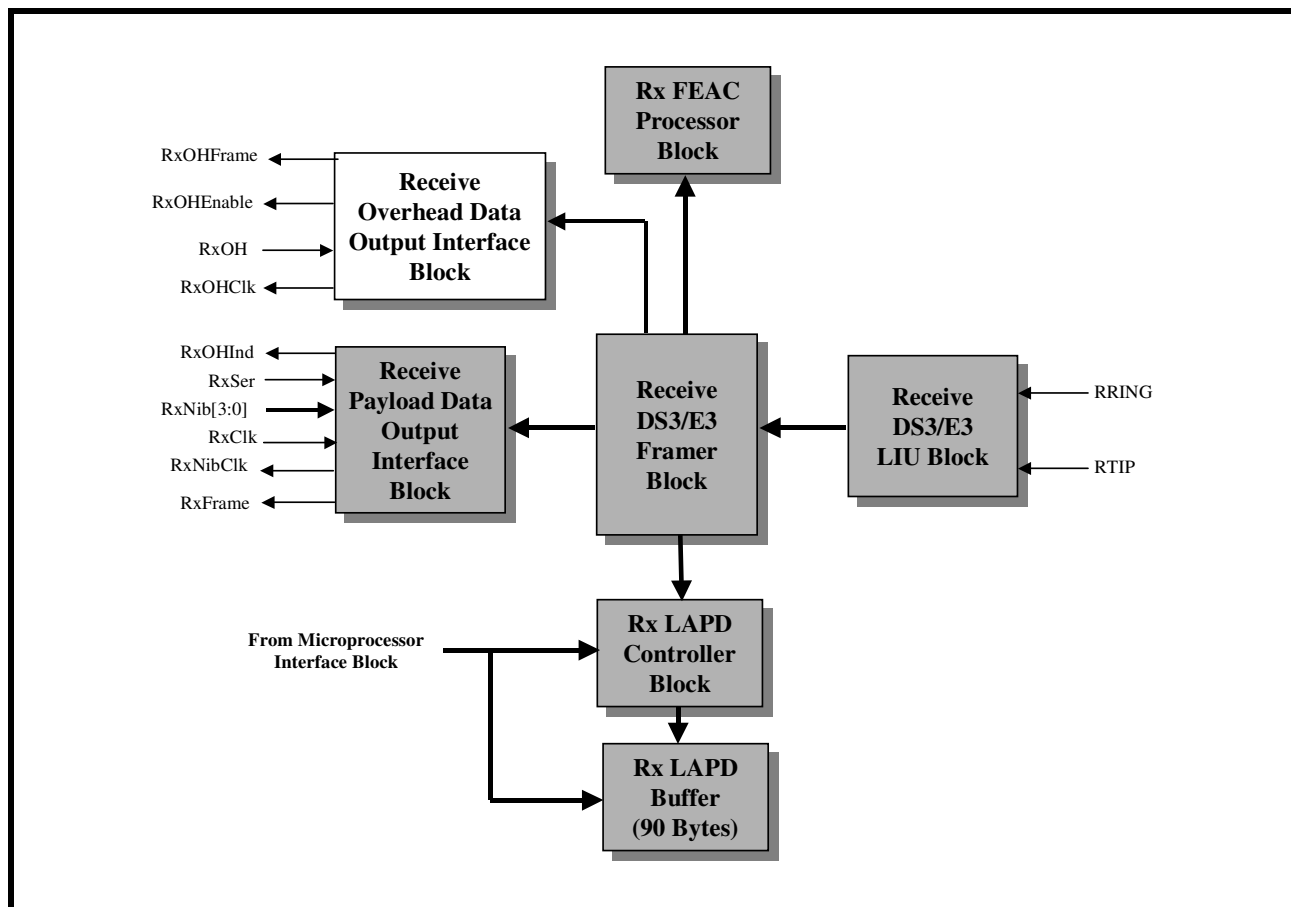 Rx FEAC
Processor
Block
RxOHFrame
RxOHEnable
RxOH
RxOHClk
Receive
Overhead Data
Output Interface
Block
RxOHInd
RxSer
RxNib[3:0]
RxClk
RxNibClk
RxFrame
Receive
Payload Data
Output
Interface
Block
Receive
DS3/E3
Framer
Block
Receive
DS3/E3
LIU Block
RRING
RTIP
From Microprocessor
Interface Block
Rx LAPD
Controller
Block
Rx LAPD
Buffer
(90 Bytes)